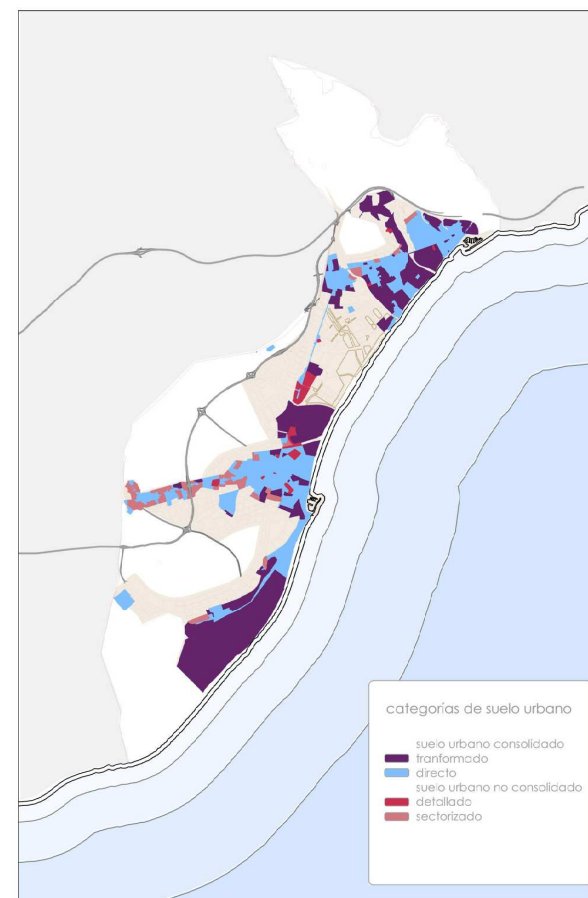 categorías de suelo urbano
suelo urbano consolidado
tranformado
directo
suelo urbano no consolidado
detallado
sectorizado